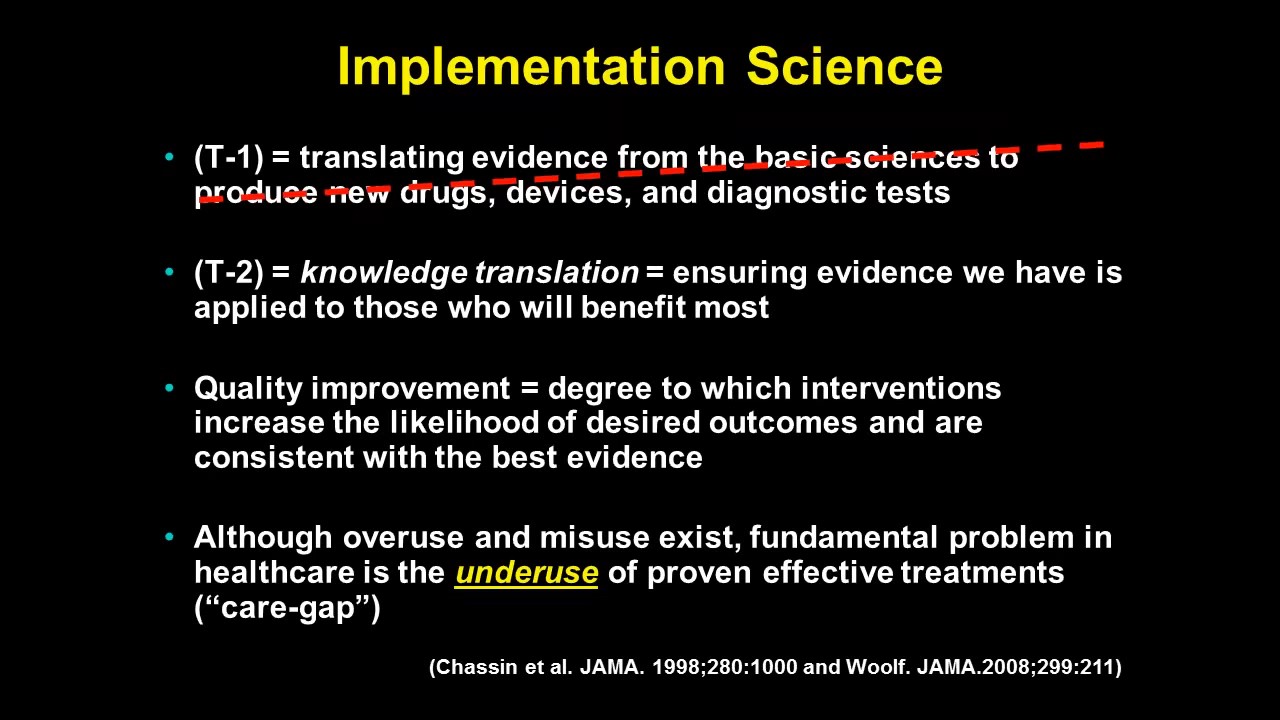 Implementation Science
• (T-1) = translating evidence from the basic sciences to
produce new drugs, devices, and diagnostic tests
• (T-2) = knowledge translation = ensuring evidence we have is
applied to those who will benefit most
• Quality improvement = degree to which interventions
increase the likelihood of desired outcomes and are
consistent with the best evidence
• Although overuse and misuse exist, fundamental problem in
healthcare is the underuse of proven effective treatments
(“care-gap”)
(Chassin et al. JAMA. 1998;280:1000 and Woolf. JAMA.2008;299:211)